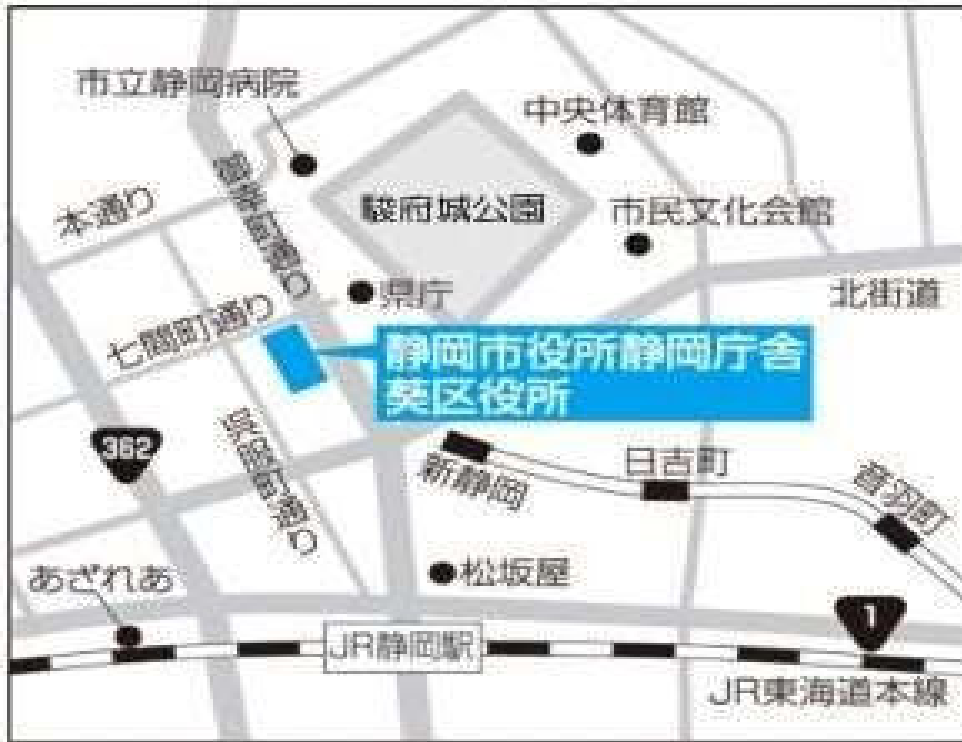 市立静岡病院
中央体育館
御幸町通り
本通り
駿府城公園
市民文化会館
県庁
北街道
七間町通り
静岡市役所静岡庁舎
葵区役所
362
呉服町通り
新静岡
日吉町
音羽町
あざれあ
松坂屋
1
JR静岡駅
JR東海道本線